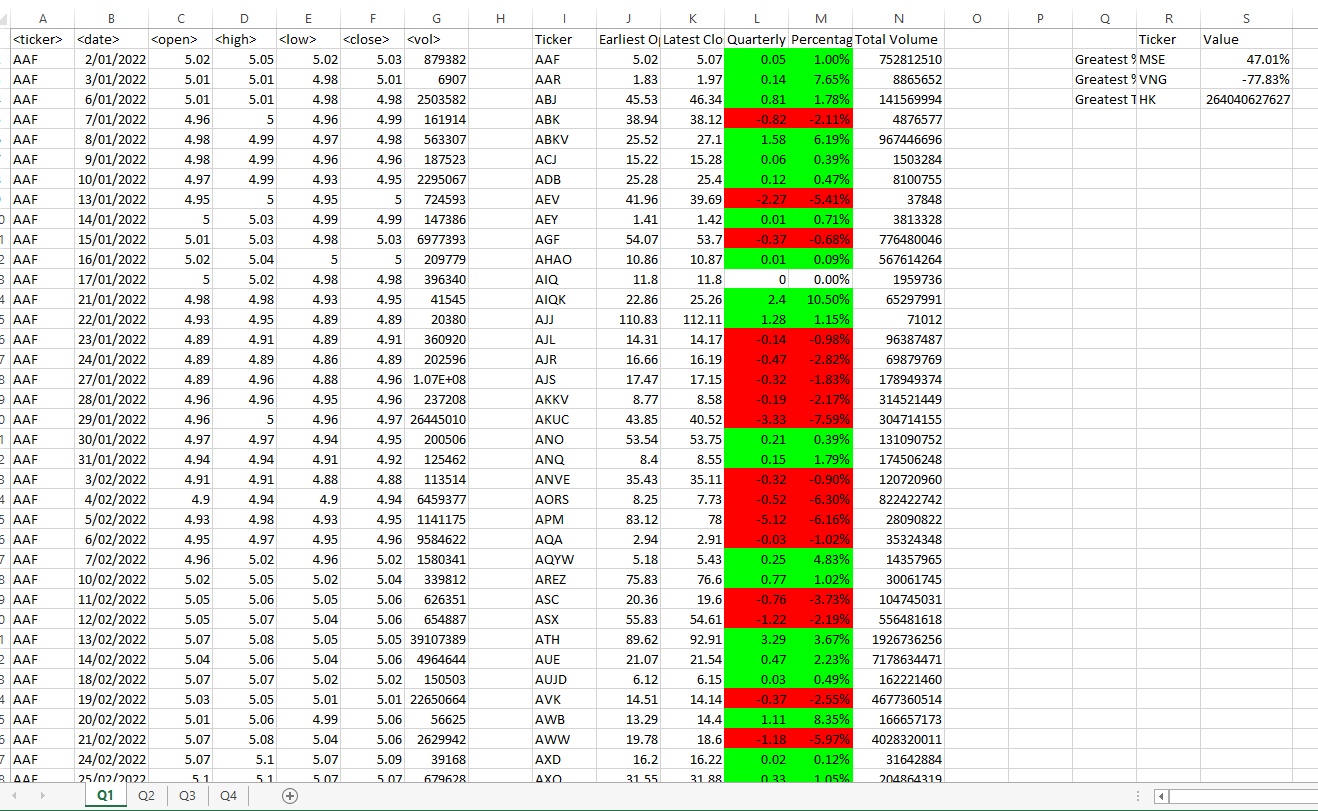 A B C D E F G H I J K L M N O P Q R S
<ticker> <date> <open> <high> <low> <close> <vol> Ticker Earliest Op Latest Clo Quarterly Percentag Total Volume Ticker Value
AAF 2/01/2022 5.02 5.05 5.02 5.03 879382 AAF 5.02 5.07 0.05 1.00% 752812510 Greatest % MSE 47.01%
AAF 3/01/2022 5.01 5.01 4.98 5.01 6907 AAR 1.83 1.97 0.14 7.65% 8865652 Greatest % VNG -77.83%
AAF 6/01/2022 5.01 5.01 4.98 4.98 2503582 ABJ 45.53 46.34 0.81 1.78% 141569994 Greatest T HK 264040627627
AAF 7/01/2022 4.96 5 4.96 4.99 161914 ABK 38.94 38.12 -0.82 -2.11% 4876577
AAF 8/01/2022 4.98 4.99 4.97 4.98 563307 ABKV 25.52 27.1 1.58 6.19% 967446696
AAF 9/01/2022 4.98 4.99 4.96 4.96 187523 ACJ 15.22 15.28 0.06 0.39% 1503284
AAF 10/01/2022 4.97 4.99 4.93 4.95 2295067 ADB 25.28 25.4 0.12 0.47% 8100755
AAF 13/01/2022 4.95 5 4.95 5 724593 AEV 41.96 39.69 -2.27 -5.41% 37848
AAF 14/01/2022 5 5.03 4.99 4.99 147386 AEY 1.41 1.42 0.01 0.71% 3813328
AAF 15/01/2022 5.01 5.03 4.98 5.03 6977393 AGF 54.07 53.7 -0.37 -0.68% 776480046
AAF 16/01/2022 5.02 5.04 5 5 209779 AHAO 10.86 10.87 0.01 0.09% 567614264
AAF 17/01/2022 5 5.02 4.98 4.98 396340 AIQ 11.8 11.8 0 0.00% 1959736
AAF 21/01/2022 4.98 4.98 4.93 4.95 41545 AIQK 22.86 25.26 2.4 10.50% 65297991
AAF 22/01/2022 4.93 4.95 4.89 4.89 20380 AJJ 110.83 112.11 1.28 1.15% 71012
AAF 23/01/2022 4.89 4.91 4.89 4.91 360920 AJL 14.31 14.17 -0.14 -0.98% 96387487
AAF 24/01/2022 4.89 4.89 4.86 4.89 202596 AJR 16.66 16.19 -0.47 -2.82% 69879769
AAF 27/01/2022 4.89 4.96 4.88 4.96 1.07E+08 AJS 17.47 17.15 -0.32 -1.83% 178949374
AAF 28/01/2022 4.96 4.96 4.95 4.96 237208 AKKV 8.77 8.58 -0.19 -2.17% 314521449
AAF 29/01/2022 4.96 5 4.96 4.97 26445010 AKUC 43.85 40.52 -3.33 -7.59% 304714155
AAF 30/01/2022 4.97 4.97 4.94 4.95 200506 ANO 53.54 53.75 0.21 0.39% 131090752
AAF 31/01/2022 4.94 4.94 4.91 4.92 125462 ANQ 8.4 8.55 0.15 1.79% 174506248
AAF 3/02/2022 4.91 4.91 4.88 4.88 113514 ANVE 35.43 35.11 -0.32 -0.90% 120720960
AAF 4/02/2022 4.9 4.94 4.9 4.94 6459377 AORS 8.25 7.73 -0.52 -6.30% 822422742
AAF 5/02/2022 4.93 4.98 4.93 4.95 1141175 APM 83.12 78 -5.12 -6.16% 28090822
AAF 6/02/2022 4.95 4.97 4.95 4.96 9584622 AQA 2.94 2.91 -0.03 -1.02% 35324348
AAF 7/02/2022 4.96 5.02 4.96 5.02 1580341 AQYW 5.18 5.43 0.25 4.83% 14357965
AAF 10/02/2022 5.02 5.05 5.02 5.04 339812 AREZ 75.83 76.6 0.77 1.02% 30061745
AAF 11/02/2022 5.05 5.06 5.05 5.06 626351 ASC 20.36 19.6 -0.76 -3.73% 104745031
AAF 12/02/2022 5.05 5.07 5.04 5.06 654887 ASX 55.83 54.61 -1.22 -2.19% 556481618
AAF 13/02/2022 5.07 5.08 5.05 5.05 39107389 ATH 89.62 92.91 3.29 3.67% 1926736256
AAF 14/02/2022 5.04 5.06 5.04 5.06 4964644 AUE 21.07 21.54 0.47 2.23% 7178634471
AAF 18/02/2022 5.07 5.07 5.02 5.02 150503 AUJD 6.12 6.15 0.03 0.49% 162221460
AAF 19/02/2022 5.03 5.05 5.01 5.01 22650664 AVK 14.51 14.14 -0.37 -2.55% 4677360514
AAF 20/02/2022 5.01 5.06 4.99 5.06 56625 AWB 13.29 14.4 1.11 8.35% 166657173
AAF 21/02/2022 5.07 5.08 5.04 5.06 2629942 AWW 19.78 18.6 -1.18 -5.97% 4028320011
AAF 24/02/2022 5.07 5.1 5.07 5.09 39168 AXD 16.2 16.22 0.02 0.12% 31642884
AAF 25/02/2022 5.1 5.1 5.07 5.07 679628 AXO 31.55 31.88 0.33 1.05% 204864319
Q1 Q2 Q3 Q4